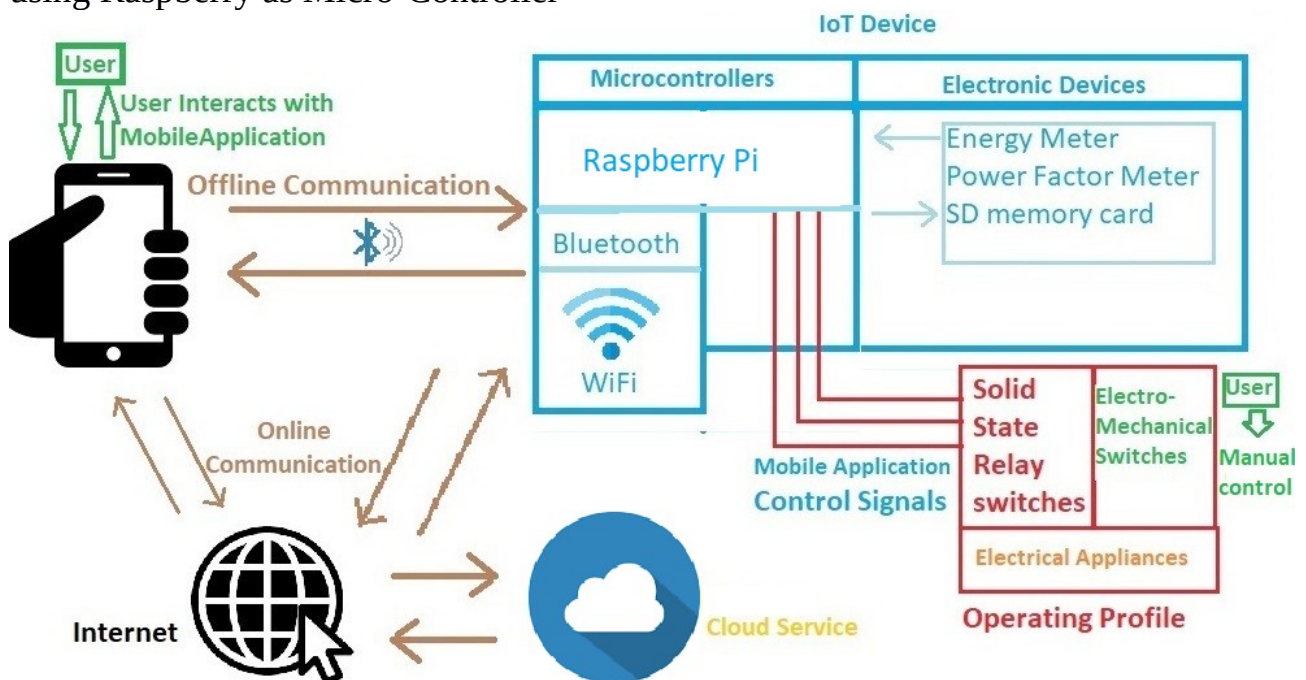 using Raspberry as Micro-Controller
IoT Device
User
User Interacts with
MobileApplication
Microcontrollers
Electronic Devices
Raspberry Pi
Energy Meter
Power Factor Meter
SD memory card
Offline Communication
Bluetooth
WiFi
Online
Communication
Solid
State
Relay
switches
Electro-
Mechanical
Switches
User
Manual
control
Mobile Application
Control Signals
Electrical Appliances
Operating Profile
Internet
Cloud Service